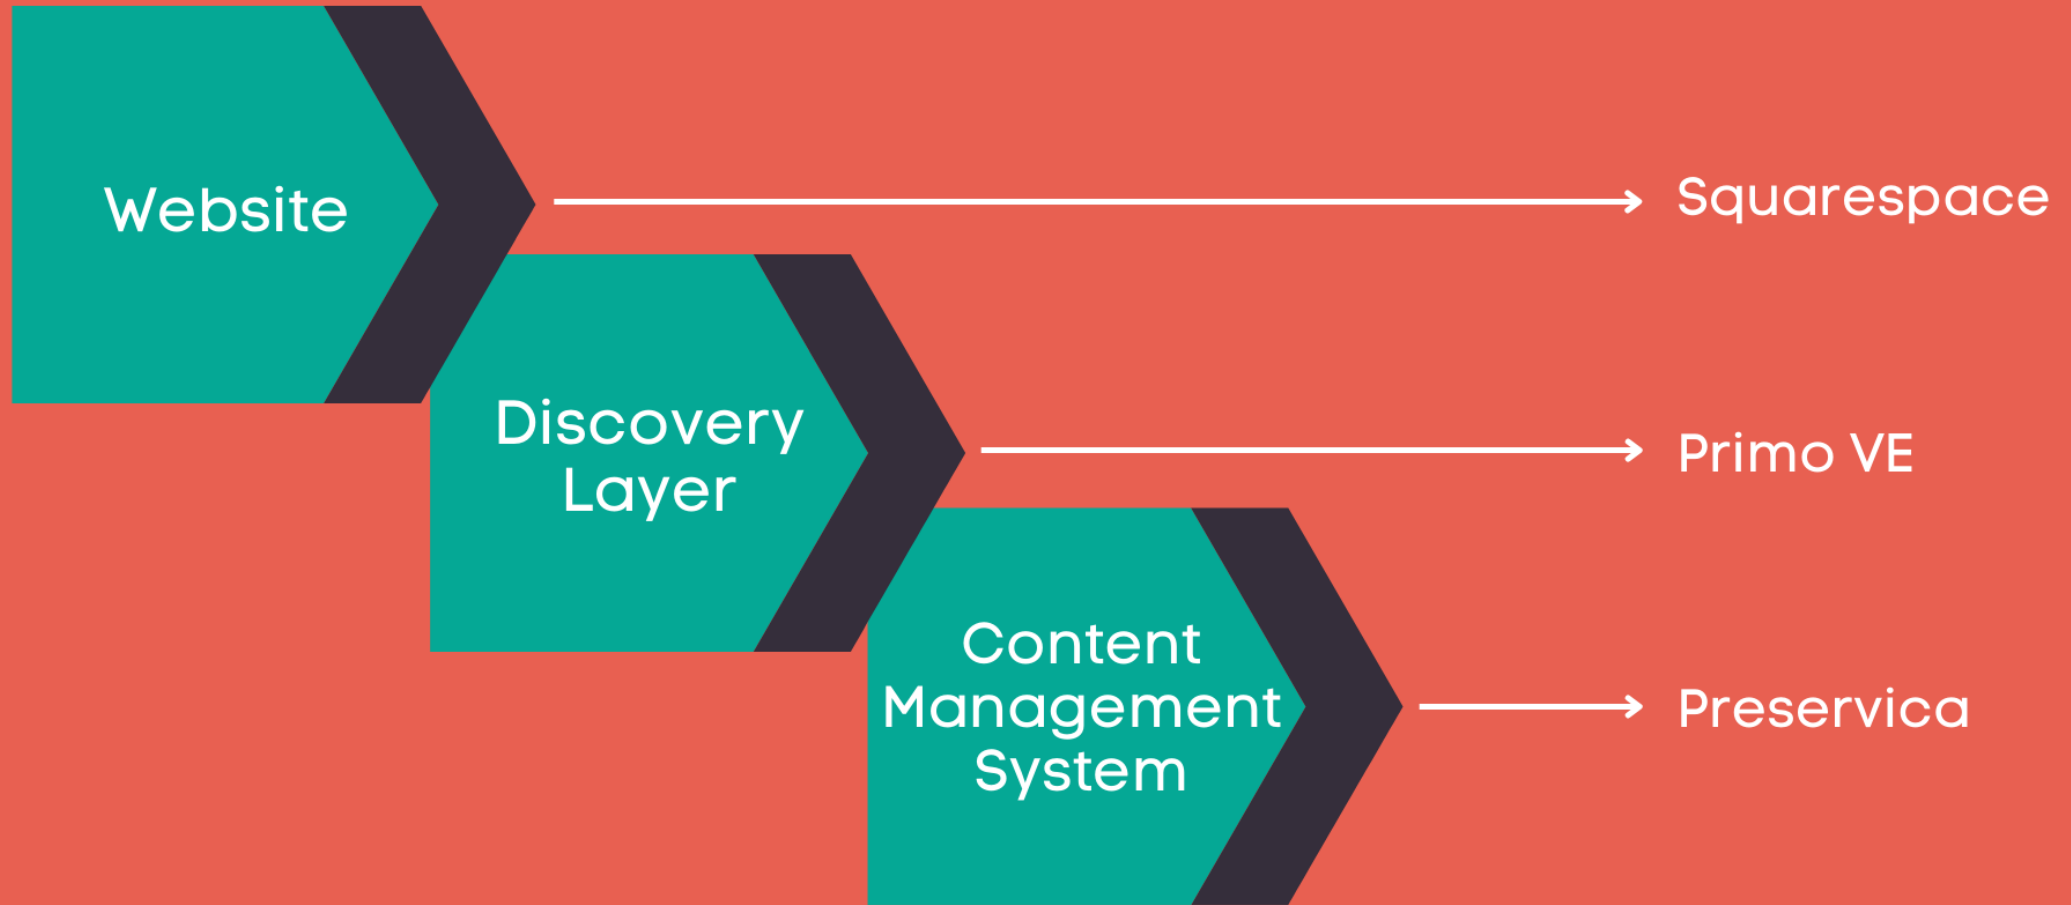 Website
Squarespace
Discovery
Layer
Primo VE
Content
Management
System
Preservica